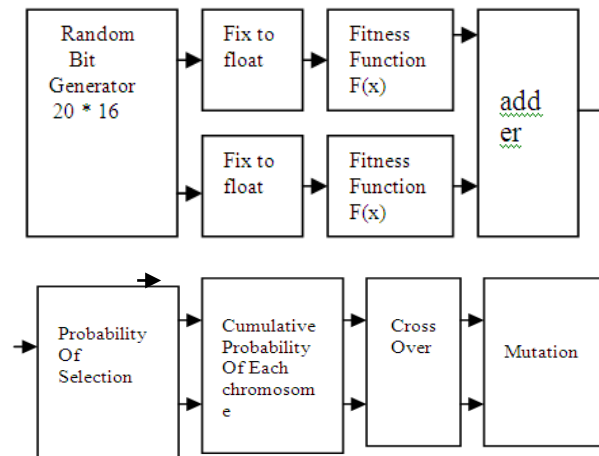 Random
Bit
Generator
20 * 16
Fix to
float
Fitness
Function
F(x)
Fix to
float
Fitness
Function
F(x)
add
er
Probability
Of
Selection
Cumulative
Probability
Of Each
chromosom
e
Cross
Over
Mutation